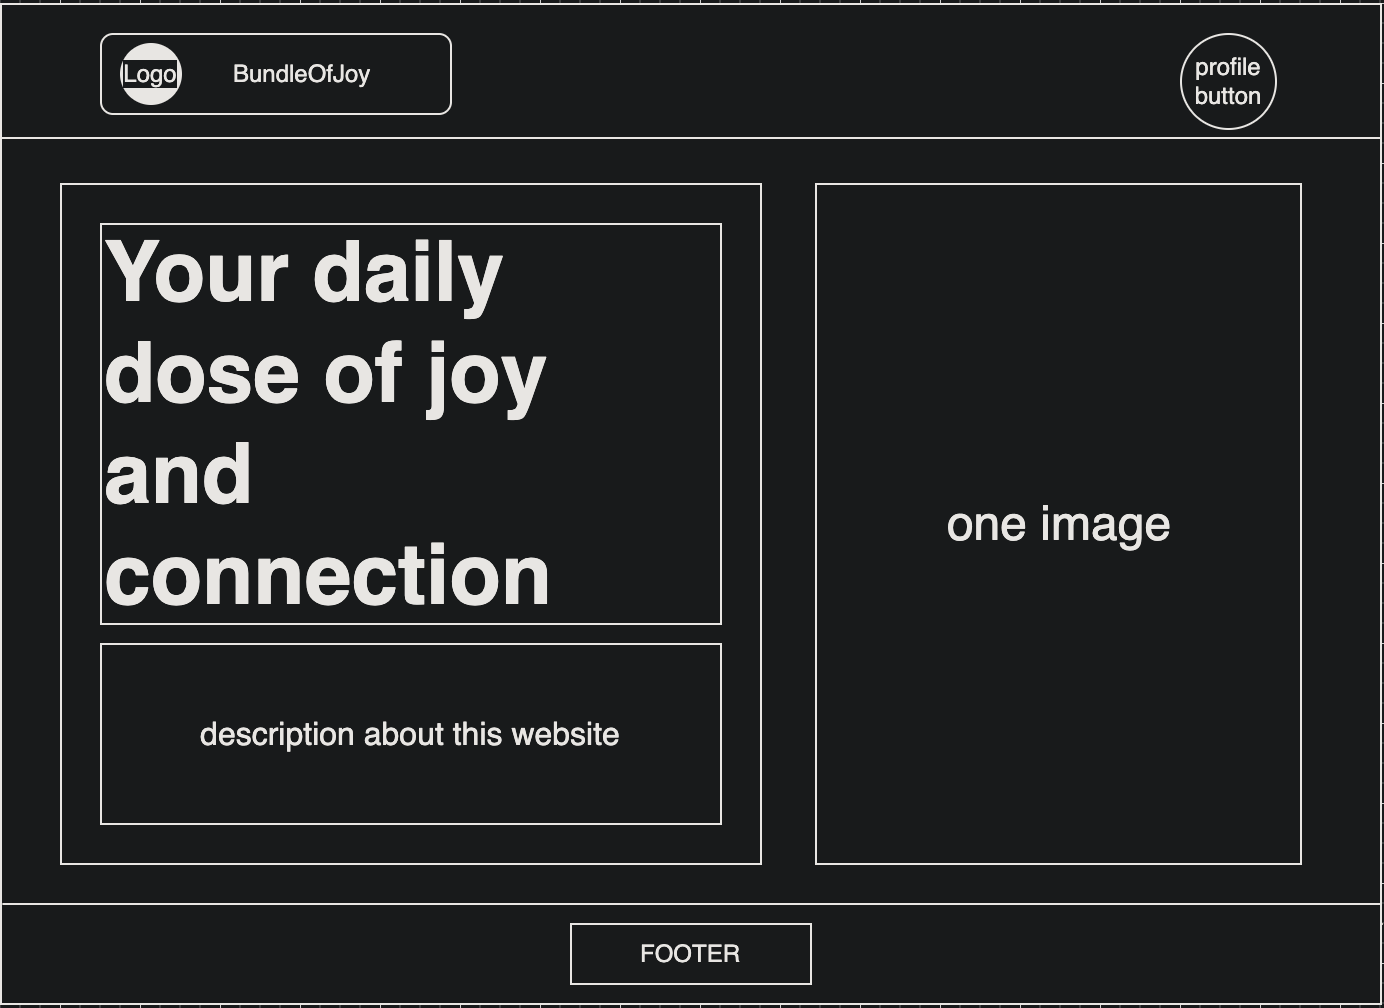 Logo
BundleOfJoy
profile
button
Your daily
dose of joy
and
connection
one image
description about this website
FOOTER